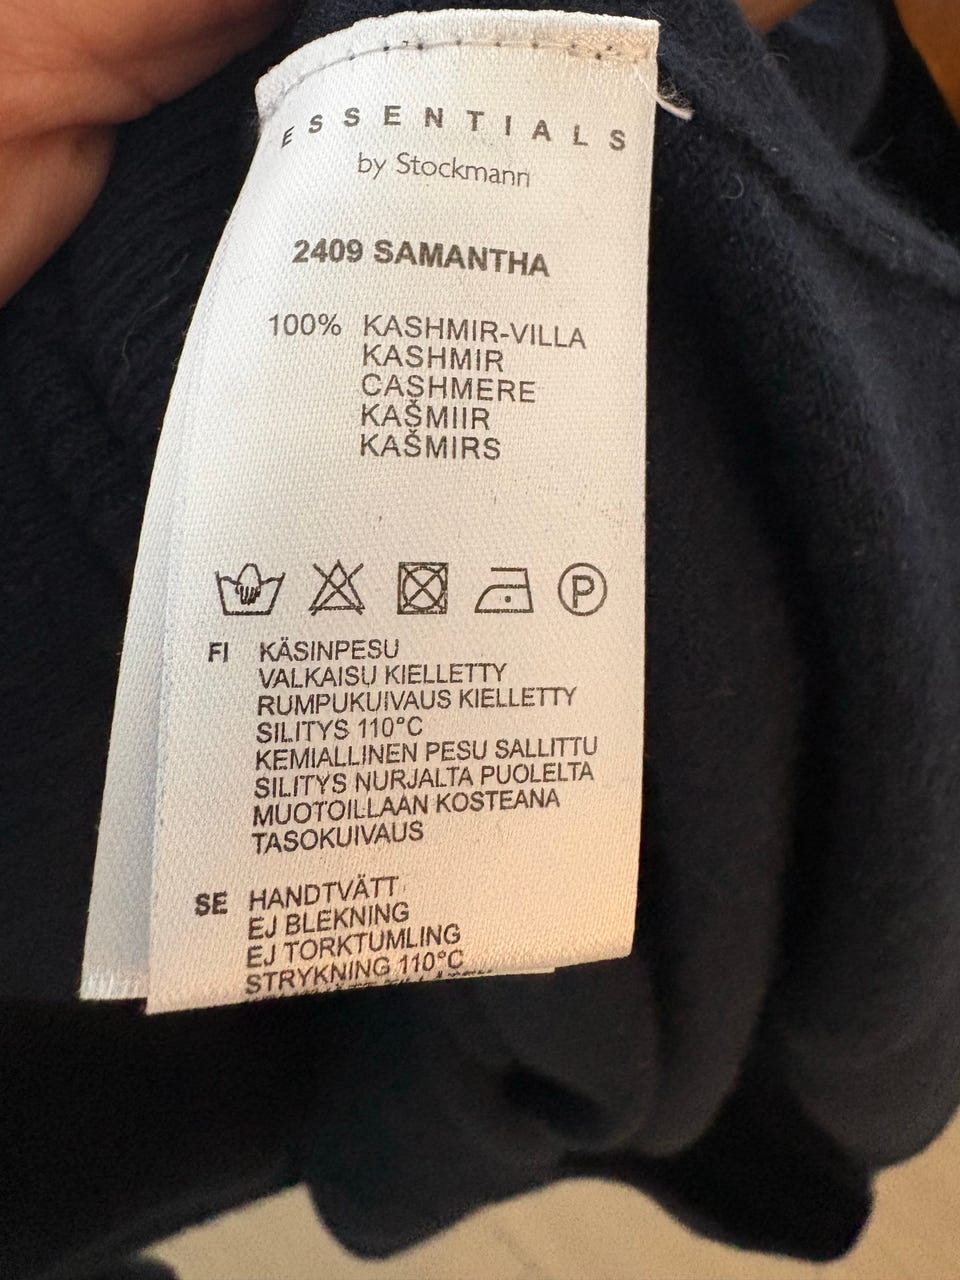 ESSENTIALS
by Stockmann
2409 SAMANTHA
100% KASHMIR-VILLA
KASHMIR
CASHMERE
KAŠMIIR
KAŠMIRS
P
FI KÄSINPESU
VALKAISU KIELLETTY
RUMPUKUIVAUS KIELLETTY
SILITYS 110°C
KEMIALLINEN PESU SALLITTU
SILITYS NURJALTA PUOLELTA
MUOTOILLAAN KOSTEANA
TASOKUIVAUS
SE HANDTVÄTT
EJ BLEKNING
EJ TORKTUMLING
STRYKNING 110°C